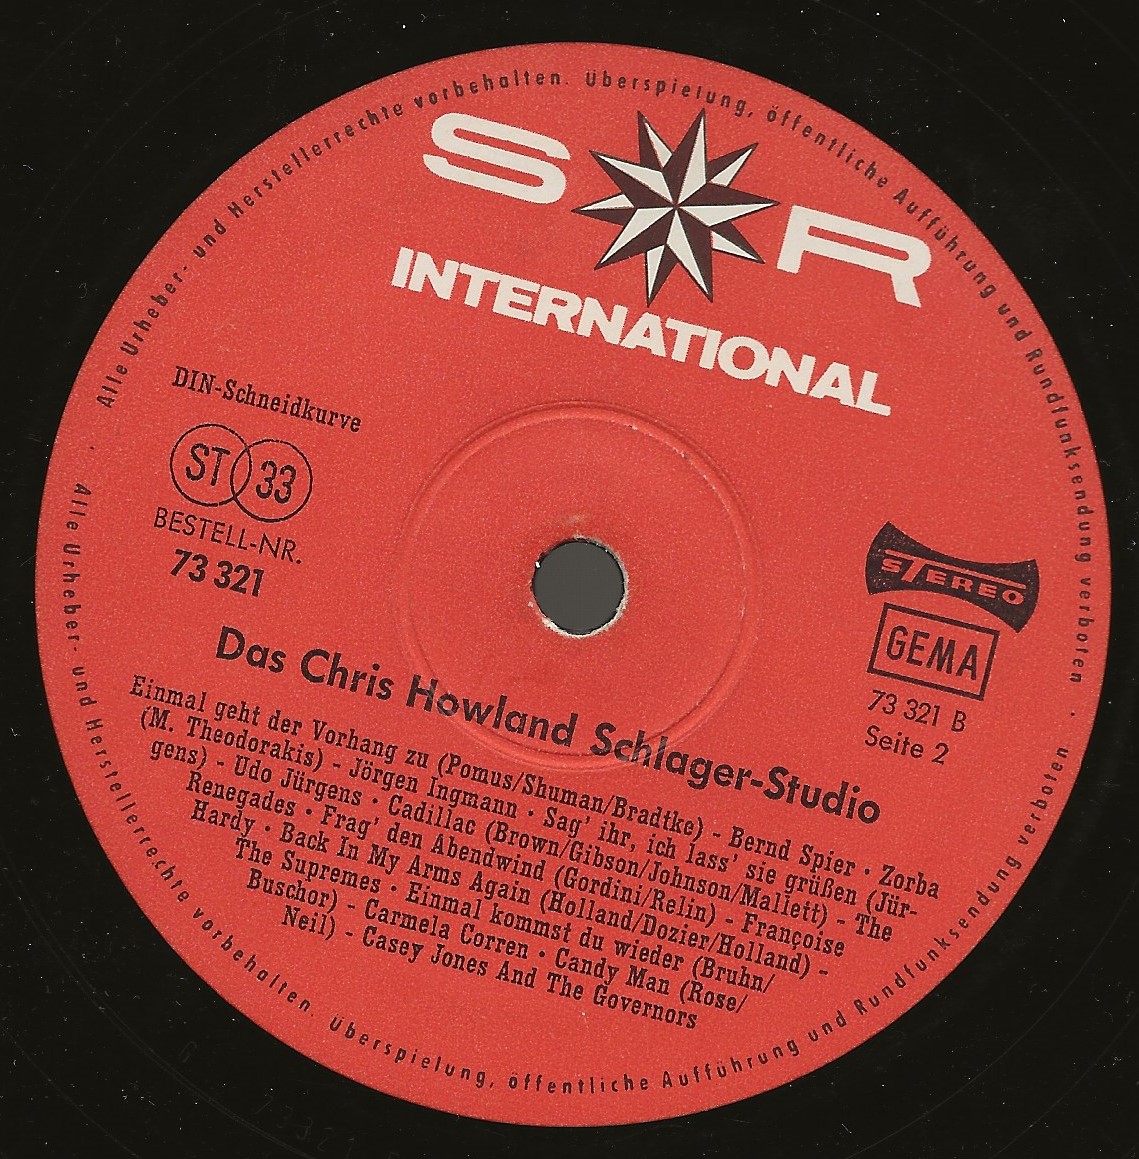 Alle Urheber- und Herstellerrechte vorbehalten. Überspielung, öffentliche Aufführung und Rundfunksendung verboten
S R
INTERNATIONAL
DIN-Schneidkurve
ST 33
BESTELL-NR.
73 321
STEREO
GEMA
73 321 B
Seite 2
Das Chris Howland Schlager-Studio
Einmal geht der Vorhang zu (Pomus/Shuman/Bradtke) - Bernd Spier · Zorba
(M. Theodorakis) - Jörgen Ingmann · Sag' ihr, ich lass' sie grüßen (Jür-
gens) - Udo Jürgens · Cadillac (Brown/Gibson/Johnson/Mallett) - The
Renegades · Frag' den Abendwind (Gordini/Relin) - Françoise
Hardy · Back In My Arms Again (Holland/Dozier/Holland) -
The Supremes · Einmal kommst du wieder (Bruhn/
Buschor) - Carmela Corren · Candy Man (Rose/
Neil) - Casey Jones And The Governors
Alle Urheber- und Herstellerrechte vorbehalten. Überspielung, öffentliche Aufführung und Rundfunksendung verboten